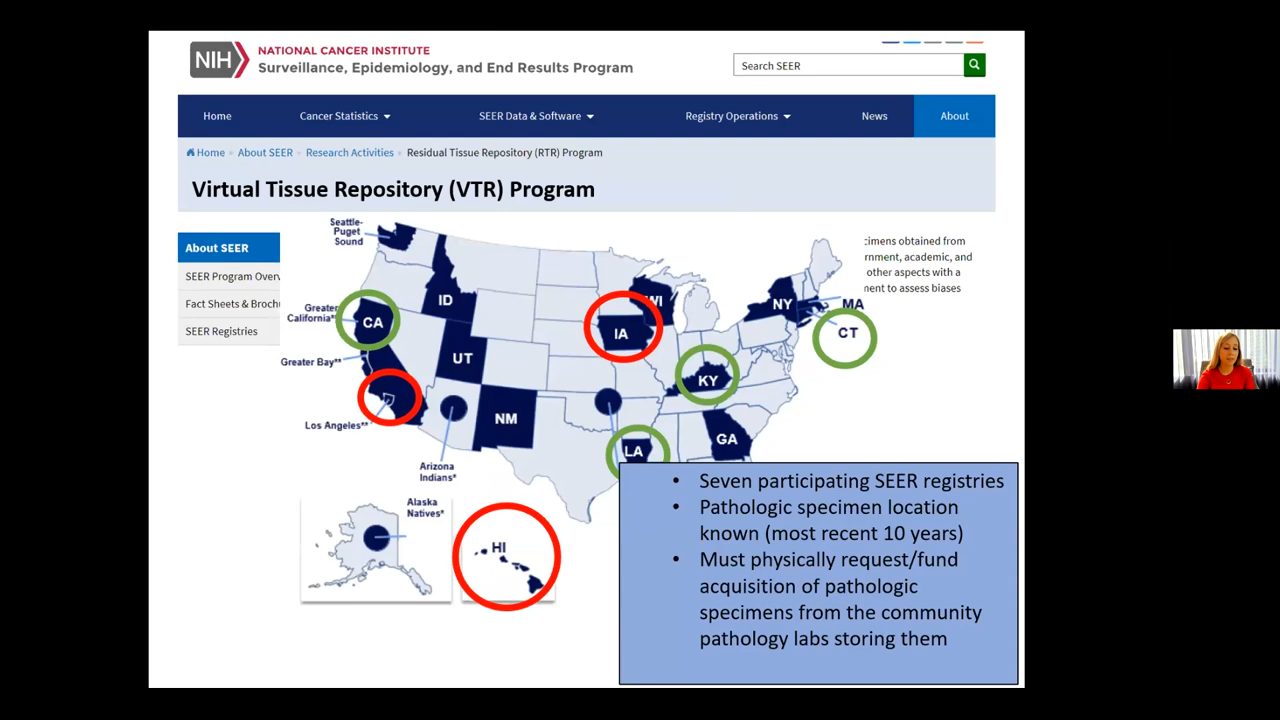 NIH
NATIONAL CANCER INSTITUTE
Surveillance, Epidemiology, and End Results Program
Search SEER
Home
Cancer Statistics
SEER Data & Software
Registry Operations
News
About
Home
About SEER
Research Activities
Residual Tissue Repository (RTR) Program
Virtual Tissue Repository (VTR) Program
About SEER
SEER Program Overv
Fact Sheets & Brochu
SEER Registries
cimens obtained from
rnment, academic, and
other aspects with a
ment to assess biases
Seattle-
Puget
Sound
Greater
California*
CA
ID
UT
Greater Bay**
Los Angeles**
NM
Arizona
Indians*
Alaska
Natives*
HI
WI
IA
NY
MA
CT
KY
LA
GA
• Seven participating SEER registries
• Pathologic specimen location
known (most recent 10 years)
• Must physically request/fund
acquisition of pathologic
specimens from the community
pathology labs storing them